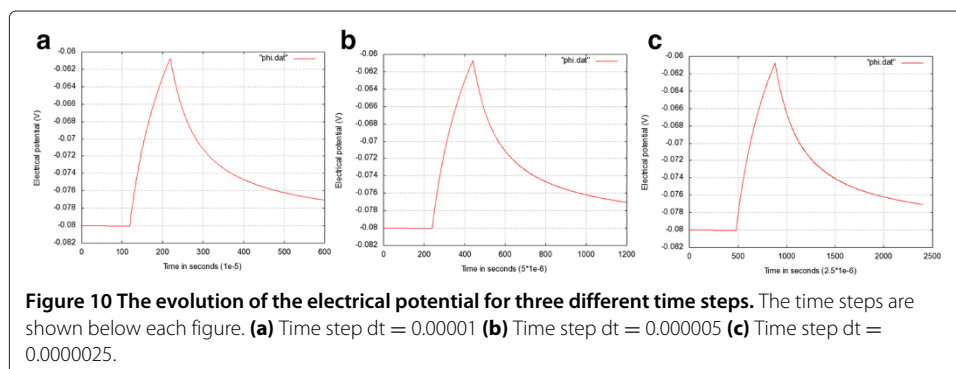 a
b
c
-0.06
-0.062
-0.064
-0.066
-0.068
-0.07
-0.072
-0.074
-0.076
-0.078
-0.08
-0.082
Electrical potential (V)
"phi.dat"
0 100 200 300 400 500 600
Time in seconds (1e-5)
-0.06
-0.062
-0.064
-0.066
-0.068
-0.07
-0.072
-0.074
-0.076
-0.078
-0.08
-0.082
Electrical potential (V)
"phi.dat"
0 200 400 600 800 1000 1200
Time in seconds (5*1e-6)
-0.06
-0.062
-0.064
-0.066
-0.068
-0.07
-0.072
-0.074
-0.076
-0.078
-0.08
-0.082
Electrical potential (V)
"phi.dat"
0 500 1000 1500 2000 2500
Time in seconds (2.5*1e-6)
Figure 10 The evolution of the electrical potential for three different time steps. The time steps are
shown below each figure. (a) Time step dt = 0.00001 (b) Time step dt = 0.000005 (c) Time step dt =
0.0000025.